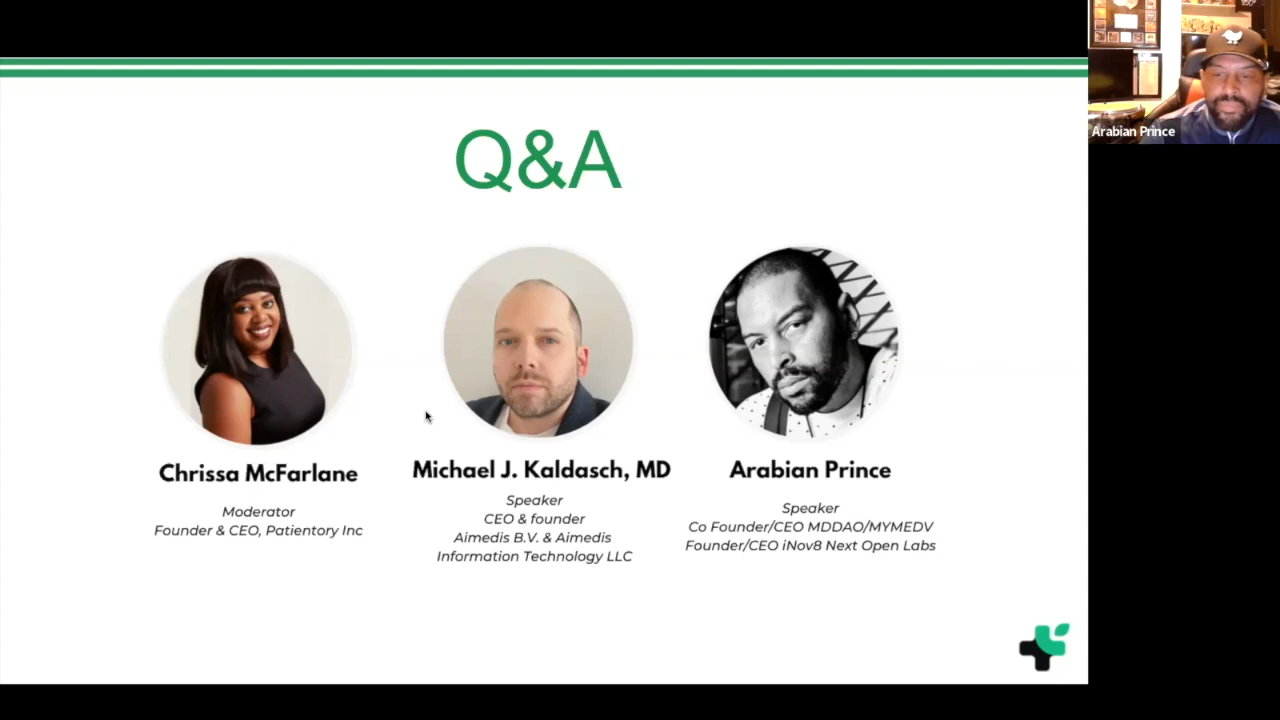 Q&A
Chrissa McFarlane
Moderator
Founder & CEO, Patientory Inc
Michael J. Kaldasch, MD
Speaker
CEO & founder
Aimedis B.V. & Aimedis
Information Technology LLC
Arabian Prince
Speaker
Co Founder/CEO MDDAO/MYMEDV
Founder/CEO iNov8 Next Open Labs
Arabian Prince